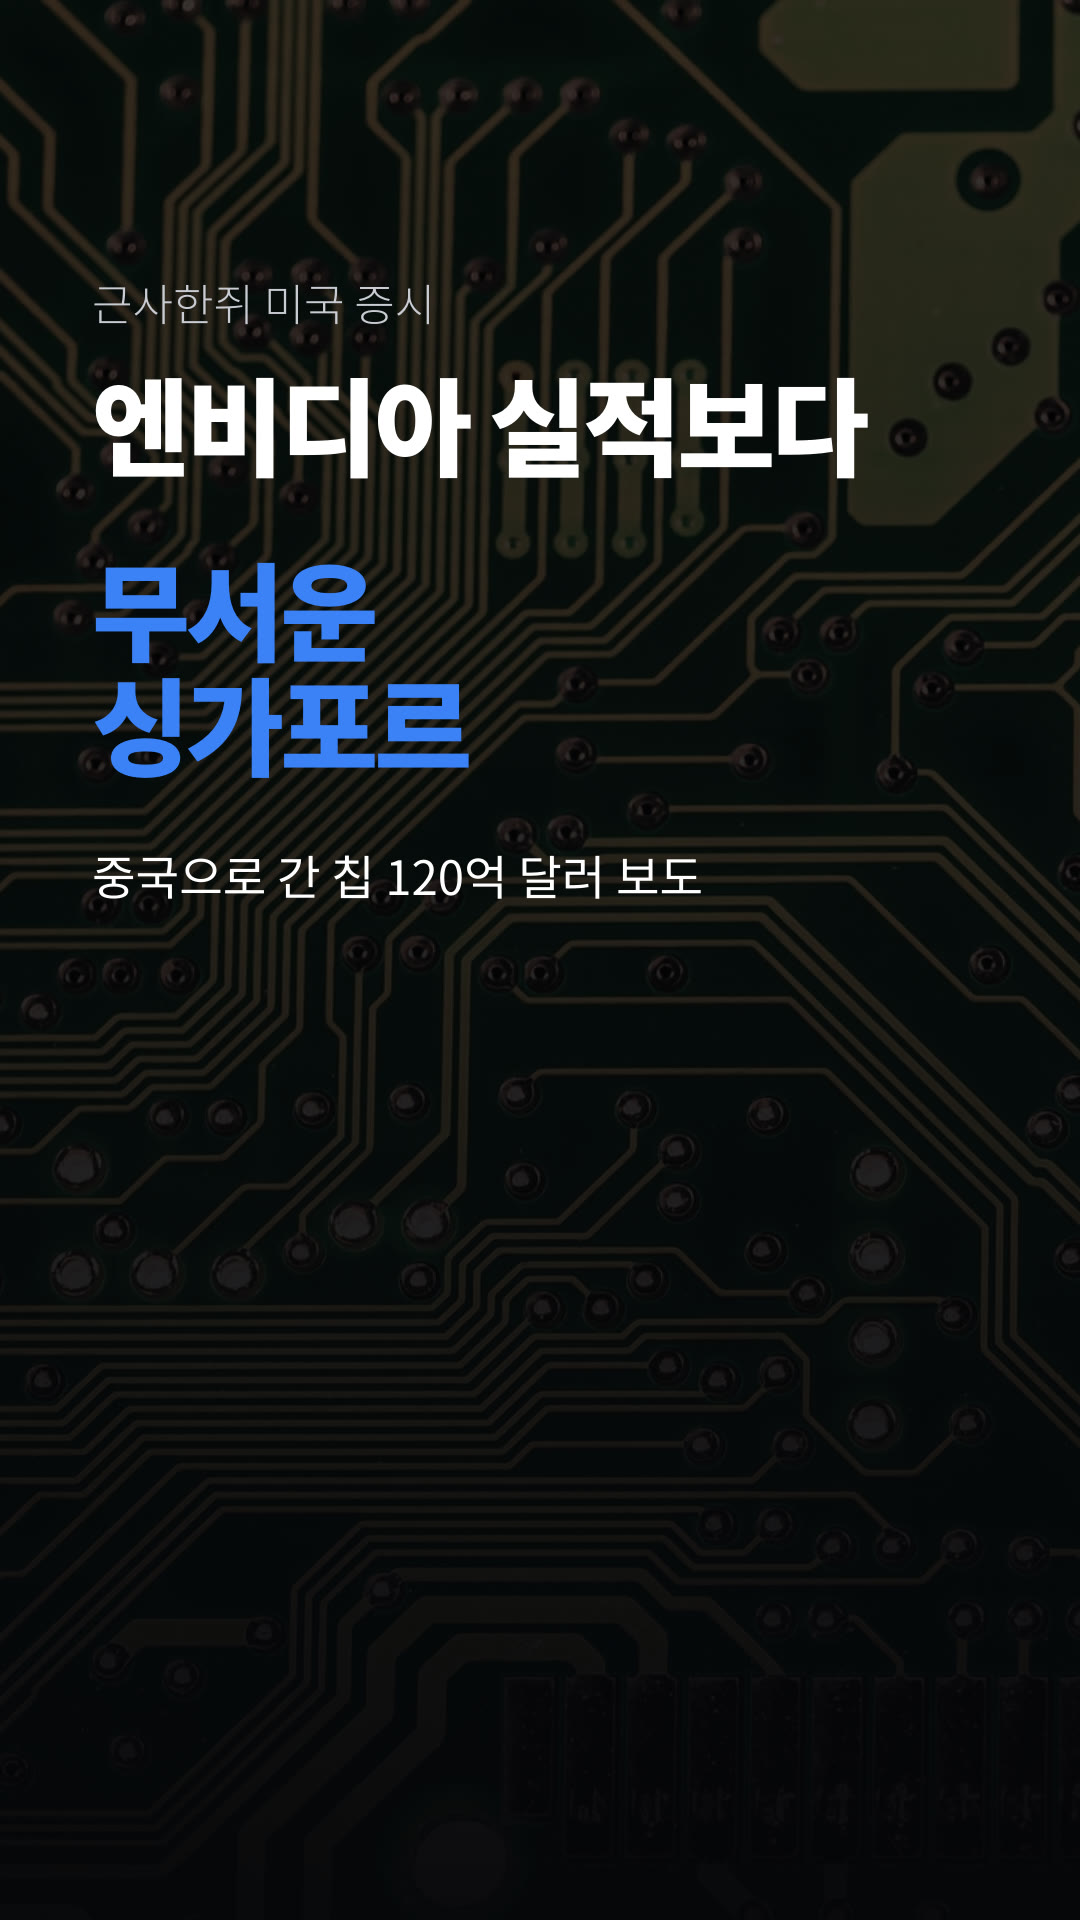 근사한쥐 미국 증시
엔비디아 실적보다
무서운
싱가포르
중국으로 간 칩 120억 달러 보도